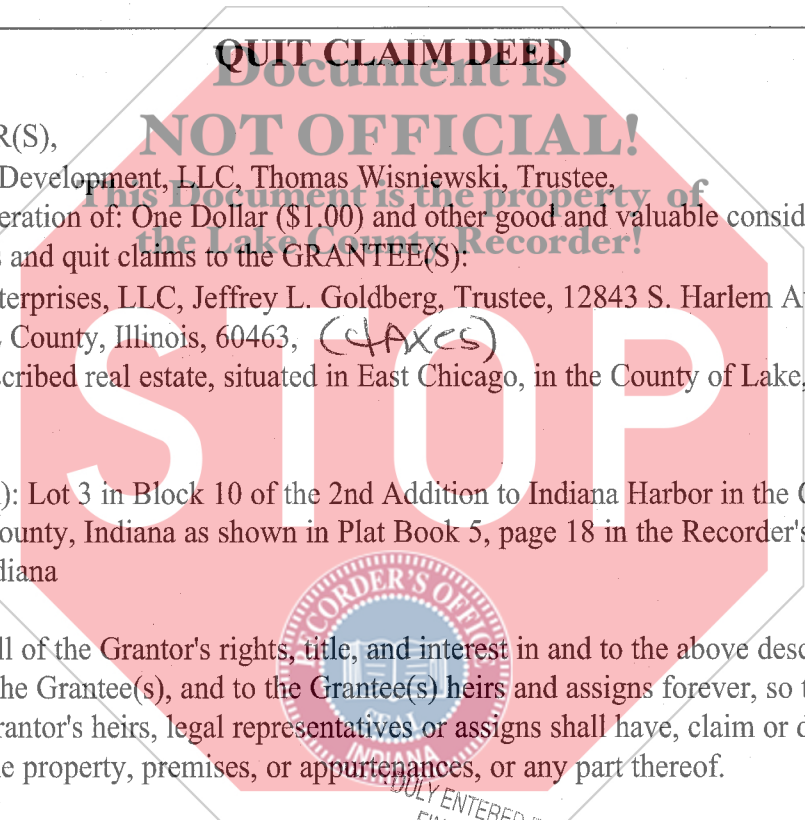 QUIT CLAIM DEED
Document is
NOT OFFICIAL!
R(S),
Development, LLC, Thomas Wisniewski, Trustee,
This Document is the property of
eration of: One Dollar ($1.00) and other good and valuable consid
the Lake County Recorder!
s and quit claims to the GRANTEE(S):
terprises, LLC, Jeffrey L. Goldberg, Trustee, 12843 S. Harlem A
County, Illinois, 60463, (tAxes)
scribed real estate, situated in East Chicago, in the County of Lake,
STOP
): Lot 3 in Block 10 of the 2nd Addition to Indiana Harbor in the C
ounty, Indiana as shown in Plat Book 5, page 18 in the Recorder's
diana
RECORDER'S OFFICE
ll of the Grantor's rights, title, and interest in and to the above desc
he Grantee(s), and to the Grantee(s) heirs and assigns forever, so t
rantor's heirs, legal representatives or assigns shall have, claim or d
SEAL
INDIANA
e property, premises, or appurtenances, or any part thereof.
DULY ENTERED